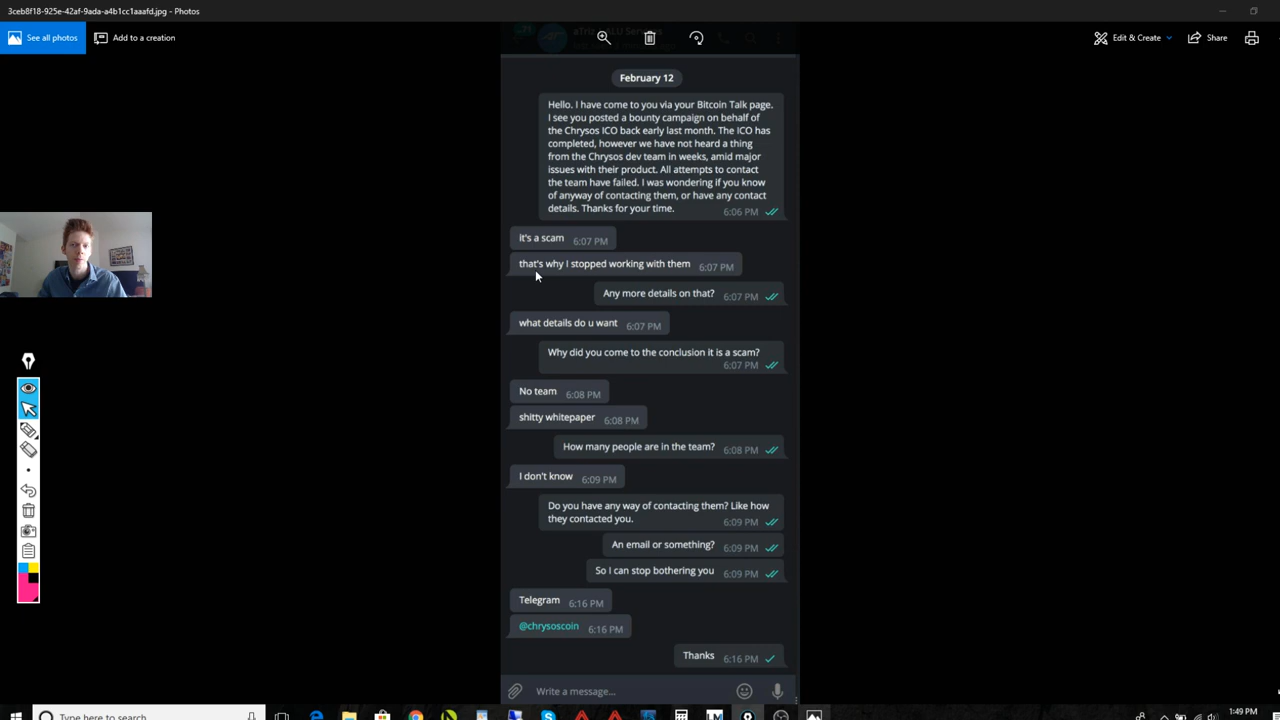 3ceb8f18-925e-42af-9ada-a4b1cc1aaafd.jpg - Photos
See all photos
Add to a creation
Edit & Create
Share
February 12
Hello. I have come to you via your Bitcoin Talk page.
I see you posted a bounty campaign on behalf of
the Chrysos ICO back early last month. The ICO has
completed, however we have not heard a thing
from the Chrysos dev team in weeks, amid major
issues with their product. All attempts to contact
the team have failed. I was wondering if you know
of anyway of contacting them, or have any contact
details. Thanks for your time.
6:06 PM
it's a scam 6:07 PM
that's why I stopped working with them 6:07 PM
Any more details on that? 6:07 PM
what details do u want 6:07 PM
Why did you come to the conclusion it is a scam?
6:07 PM
No team 6:08 PM
shitty whitepaper 6:08 PM
How many people are in the team? 6:08 PM
I don't know 6:09 PM
Do you have any way of contacting them? Like how
they contacted you. 6:09 PM
An email or something? 6:09 PM
So I can stop bothering you 6:09 PM
Telegram 6:16 PM
@chrysoscoin 6:16 PM
Thanks 6:16 PM
Write a message...
Type here to search
1:49 PM